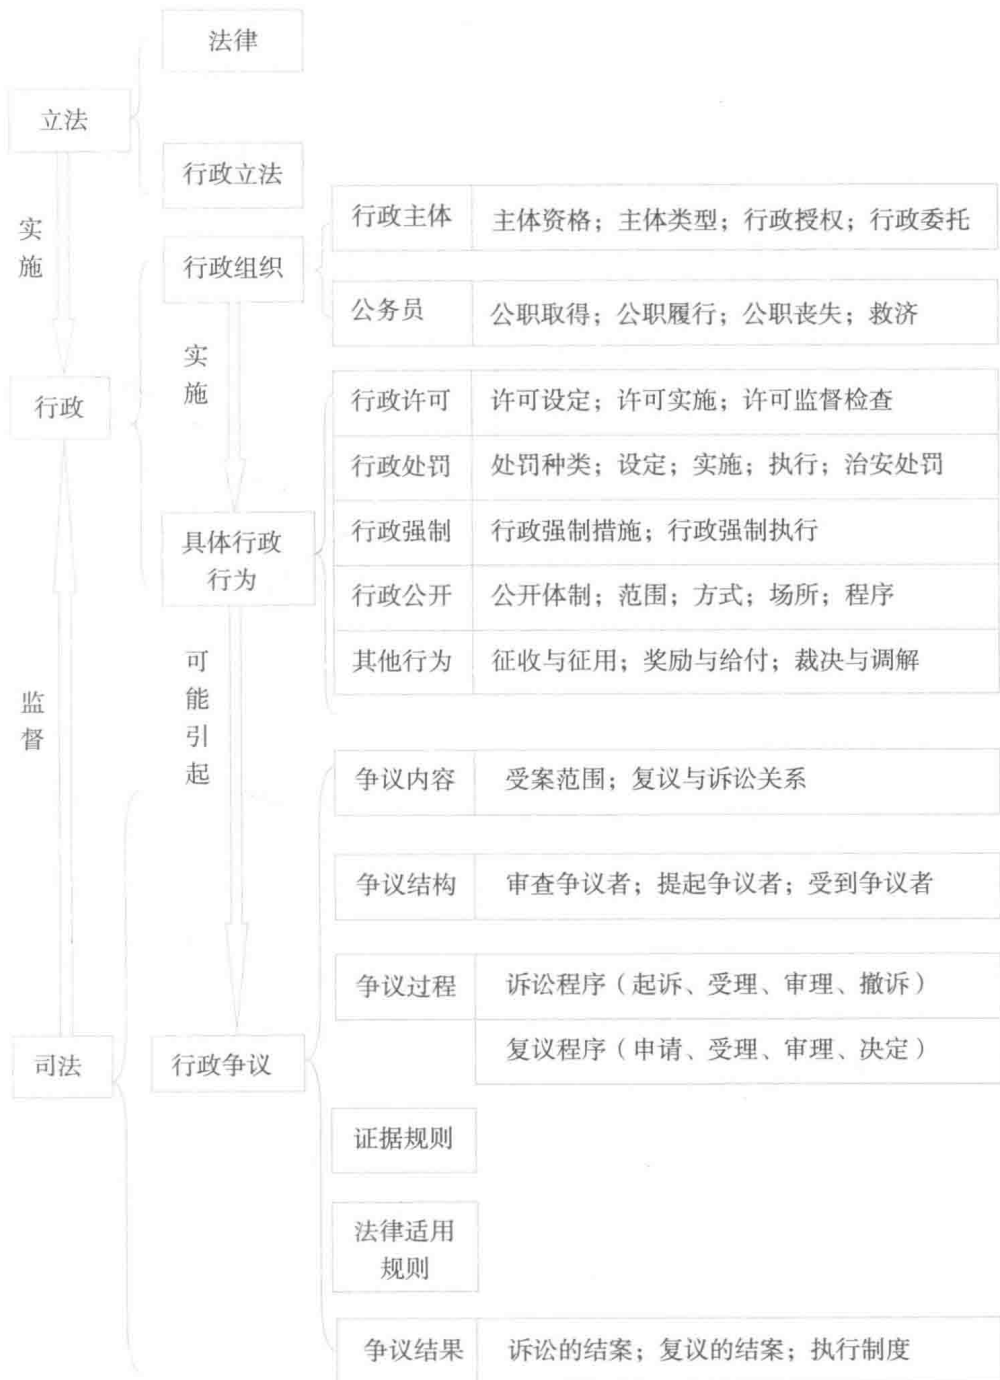 法律
立法
行政立法
实
施
行政主体 主体资格；主体类型；行政授权；行政委托
行政组织
公务员 公职取得；公职履行；公职丧失；救济
实
施
行政
行政许可 许可设定；许可实施；许可监督检查
行政处罚 处罚种类；设定；实施；执行；治安处罚
具体行政
行为
行政强制 行政强制措施；行政强制执行
行政公开 公开体制；范围；方式；场所；程序
其他行为 征收与征用；奖励与给付；裁决与调解
监
督
可
能
引
起
争议内容 受案范围；复议与诉讼关系
争议结构 审查争议者；提起争议者；受到争议者
争议过程 诉讼程序（起诉、受理、审理、撤诉）
复议程序（申请、受理、审理、决定）
司法
行政争议
证据规则
法律适用
规则
争议结果 诉讼的结案；复议的结案；执行制度